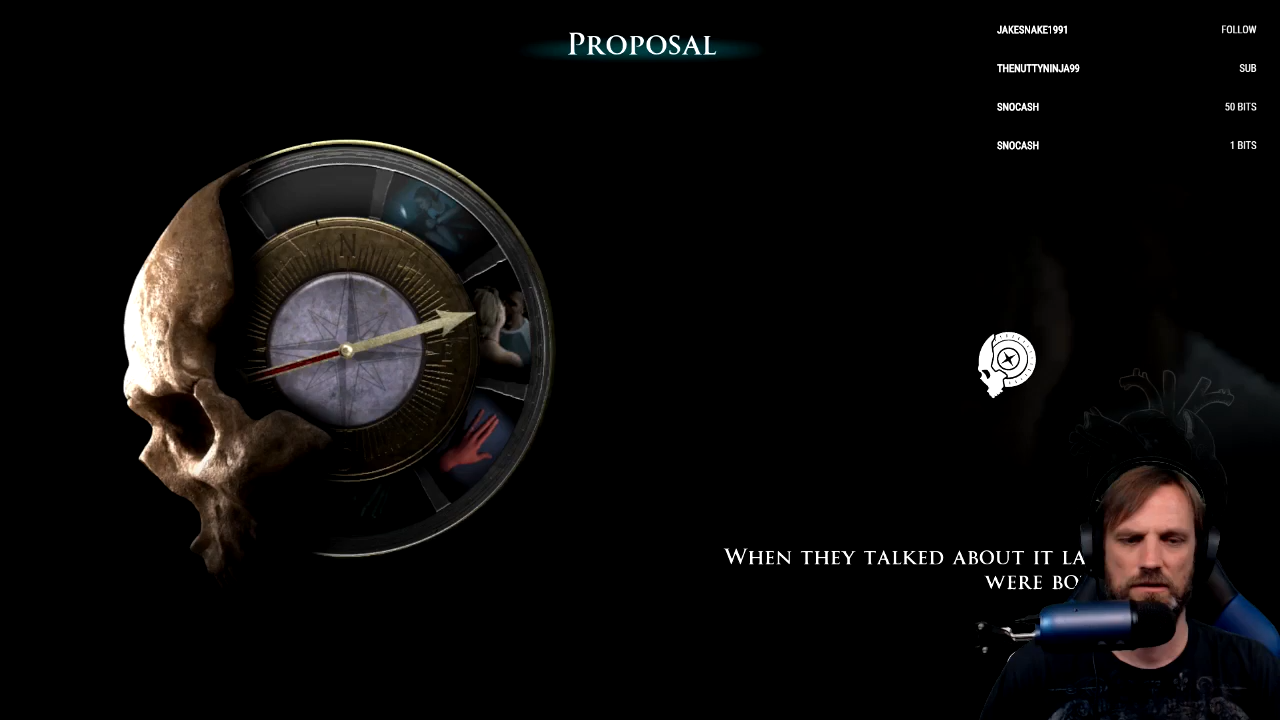 PROPOSAL
JAKESNAKE1991 FOLLOW
THENUTTYNINJA99 SUB
SNOCASH 50 BITS
SNOCASH 1 BITS
N
WHEN THEY TALKED ABOUT IT
WERE